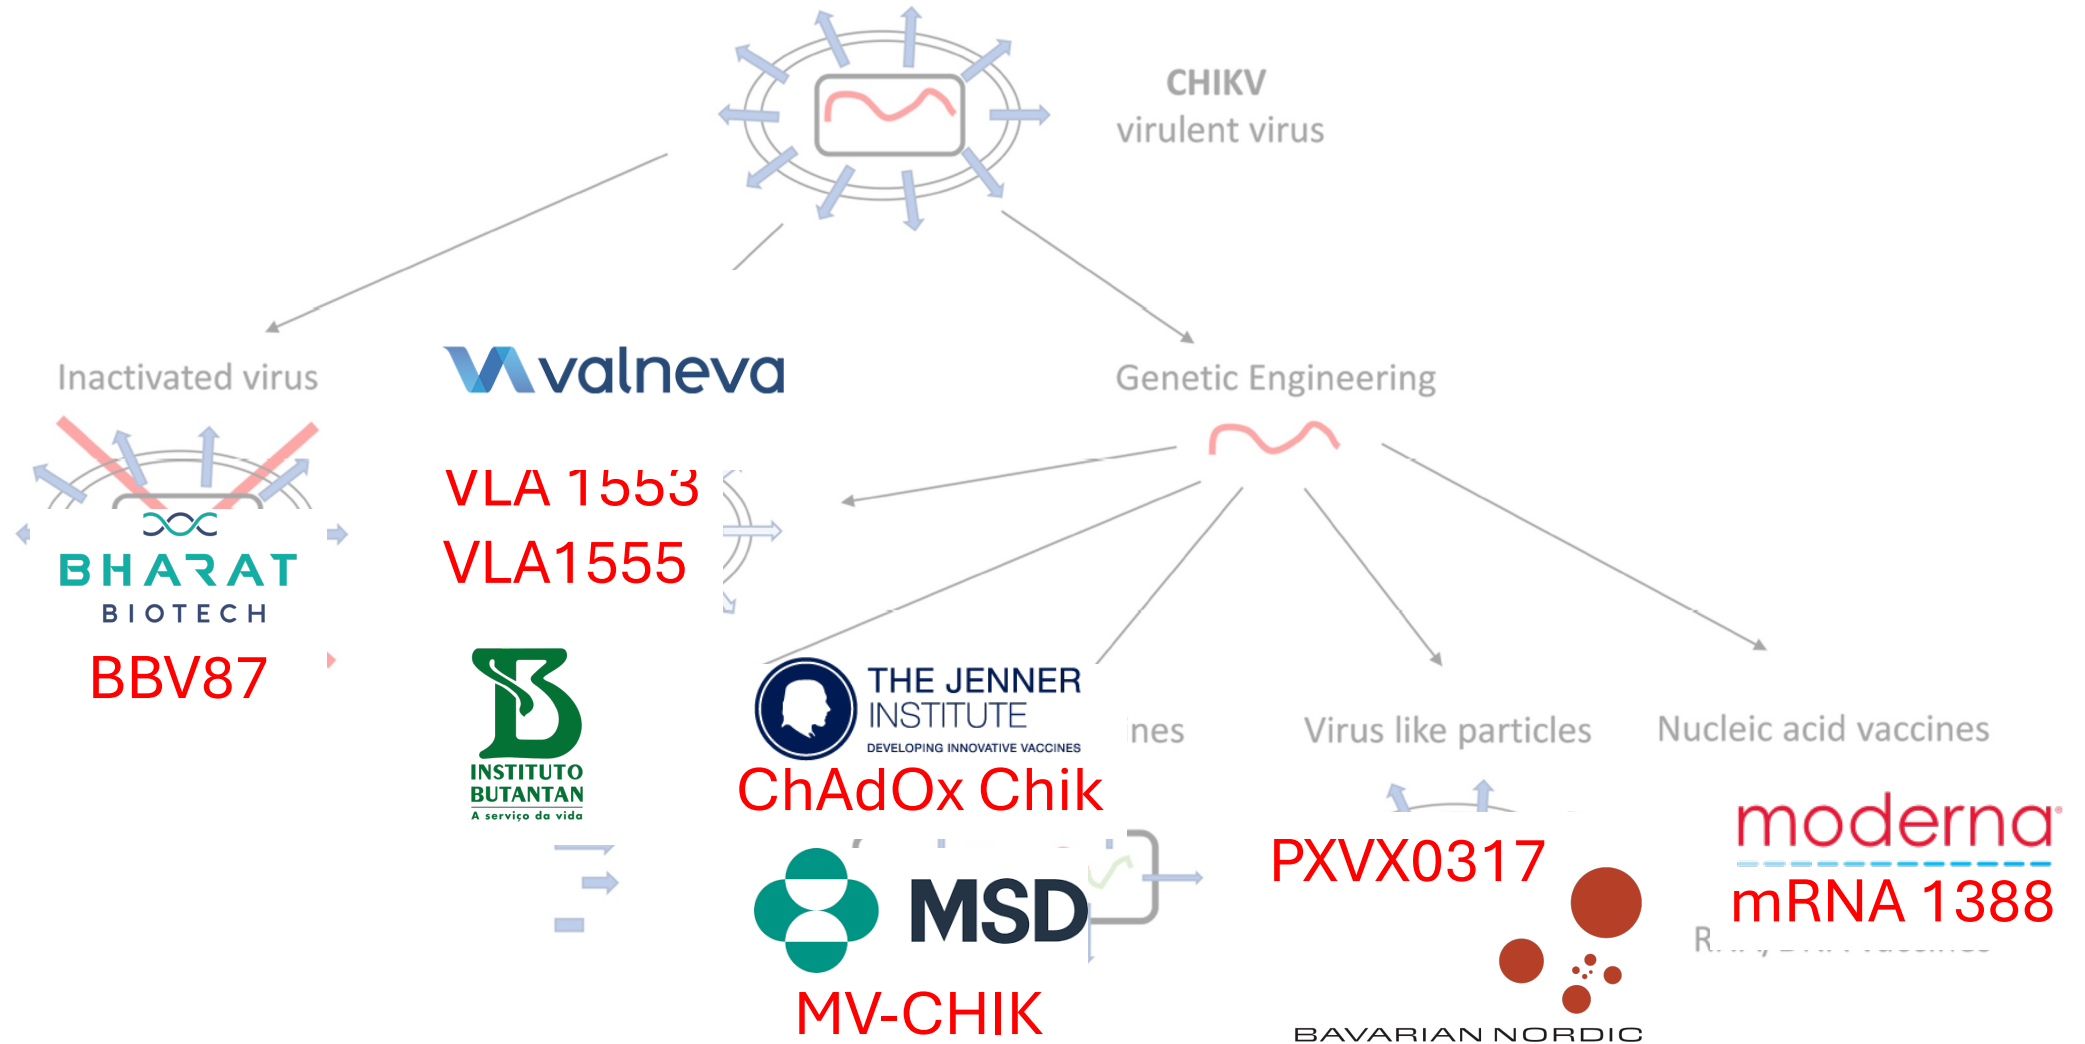 CHIKV
virulent virus
Inactivated virus
valneva
Genetic Engineering
VLA 1553
VLA1555
BHARAT
BIOTECH
BBV87
INSTITUTO
BUTANTAN
A serviço da vida
THE JENNER
INSTITUTE
DEVELOPING INNOVATIVE VACCINES
ChAdOx Chik
Virus like particles
Nucleic acid vaccines
MSD
MV-CHIK
PXVX0317
BAVARIAN NORDIC
moderna
mRNA 1388